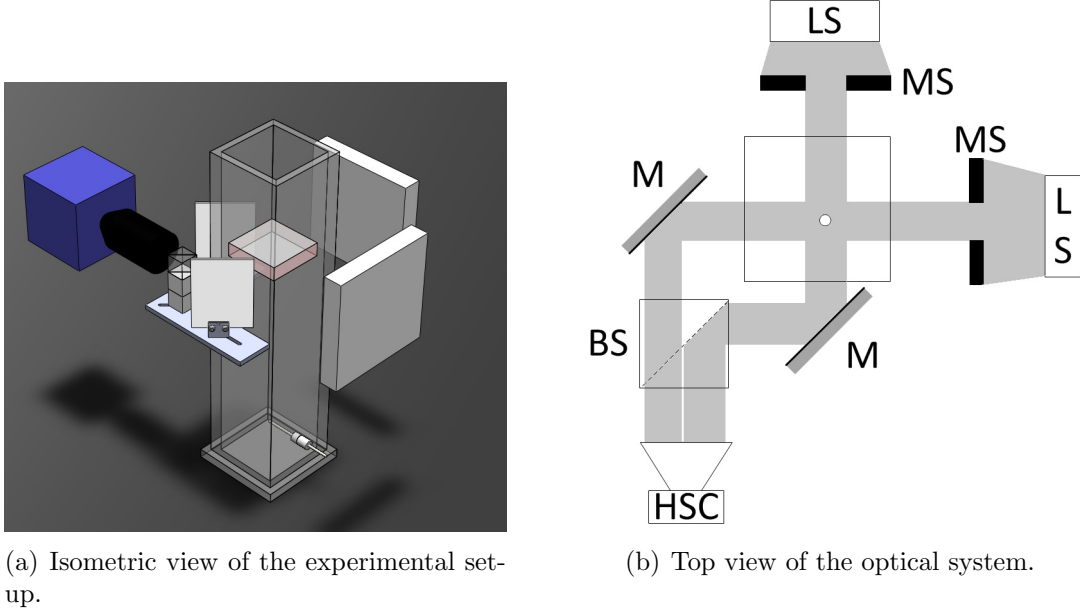 LS
MS
MS
M
L
S
BS
M
HSC
(a) Isometric view of the experimental set-
up.
(b) Top view of the optical system.